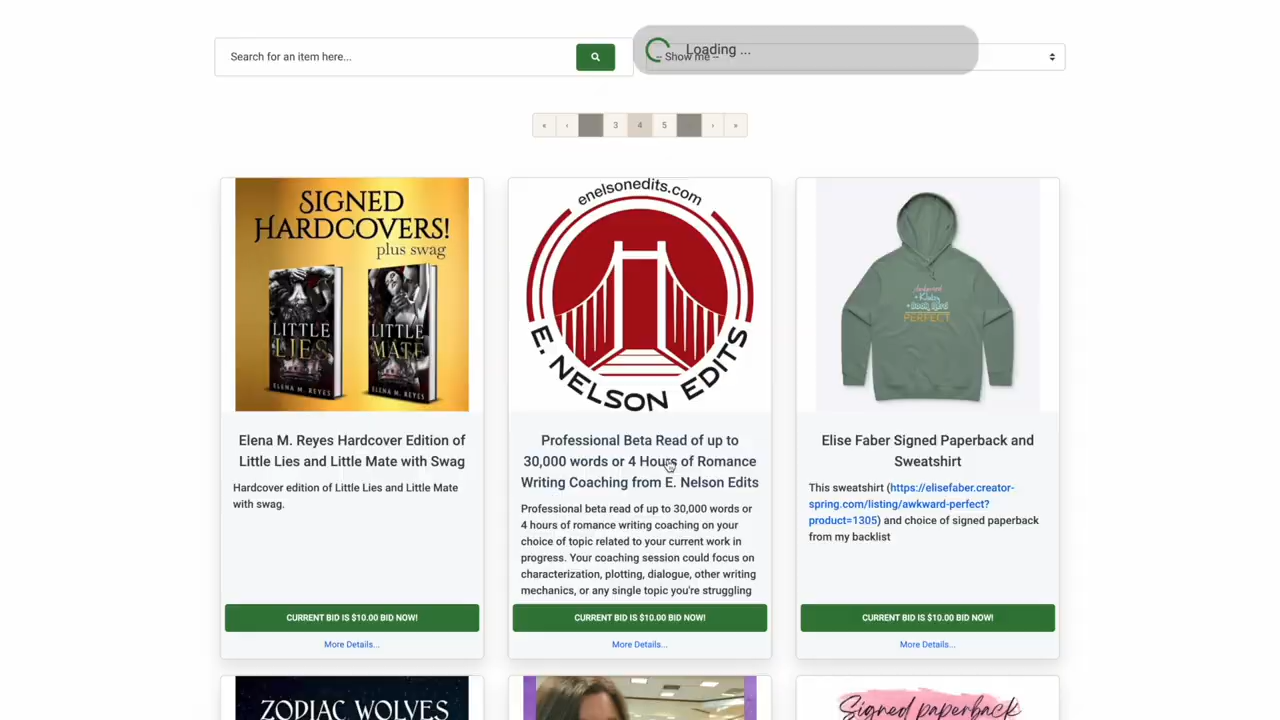 Search for an item here...
Loading ...
-- Show me --
« ‹ 3 4 5 › »
SIGNED
HARDCOVERS!
plus swag
LITTLE
LIES
ELENA M. REYES
LITTLE
MATE
ELENA M. REYES
enelsonedits.com
E. NELSON EDITS
PERFECT
Elena M. Reyes Hardcover Edition of
Little Lies and Little Mate with Swag
Hardcover edition of Little Lies and Little Mate
with swag.
CURRENT BID IS $10.00 BID NOW!
More Details...
Professional Beta Read of up to
30,000 words or 4 Hours of Romance
Writing Coaching from E. Nelson Edits
Professional beta read of up to 30,000 words or
4 hours of romance writing coaching on your
choice of topic related to your current work in
progress. Your coaching session could focus on
characterization, plotting, dialogue, other writing
mechanics, or any single topic you're struggling
CURRENT BID IS $10.00 BID NOW!
More Details...
Elise Faber Signed Paperback and
Sweatshirt
This sweatshirt (https://elisefaber.creator-
spring.com/listing/awkward-perfect?
product=1305) and choice of signed paperback
from my backlist
CURRENT BID IS $10.00 BID NOW!
More Details...
ZODIAC WOLVES
Signed paperback